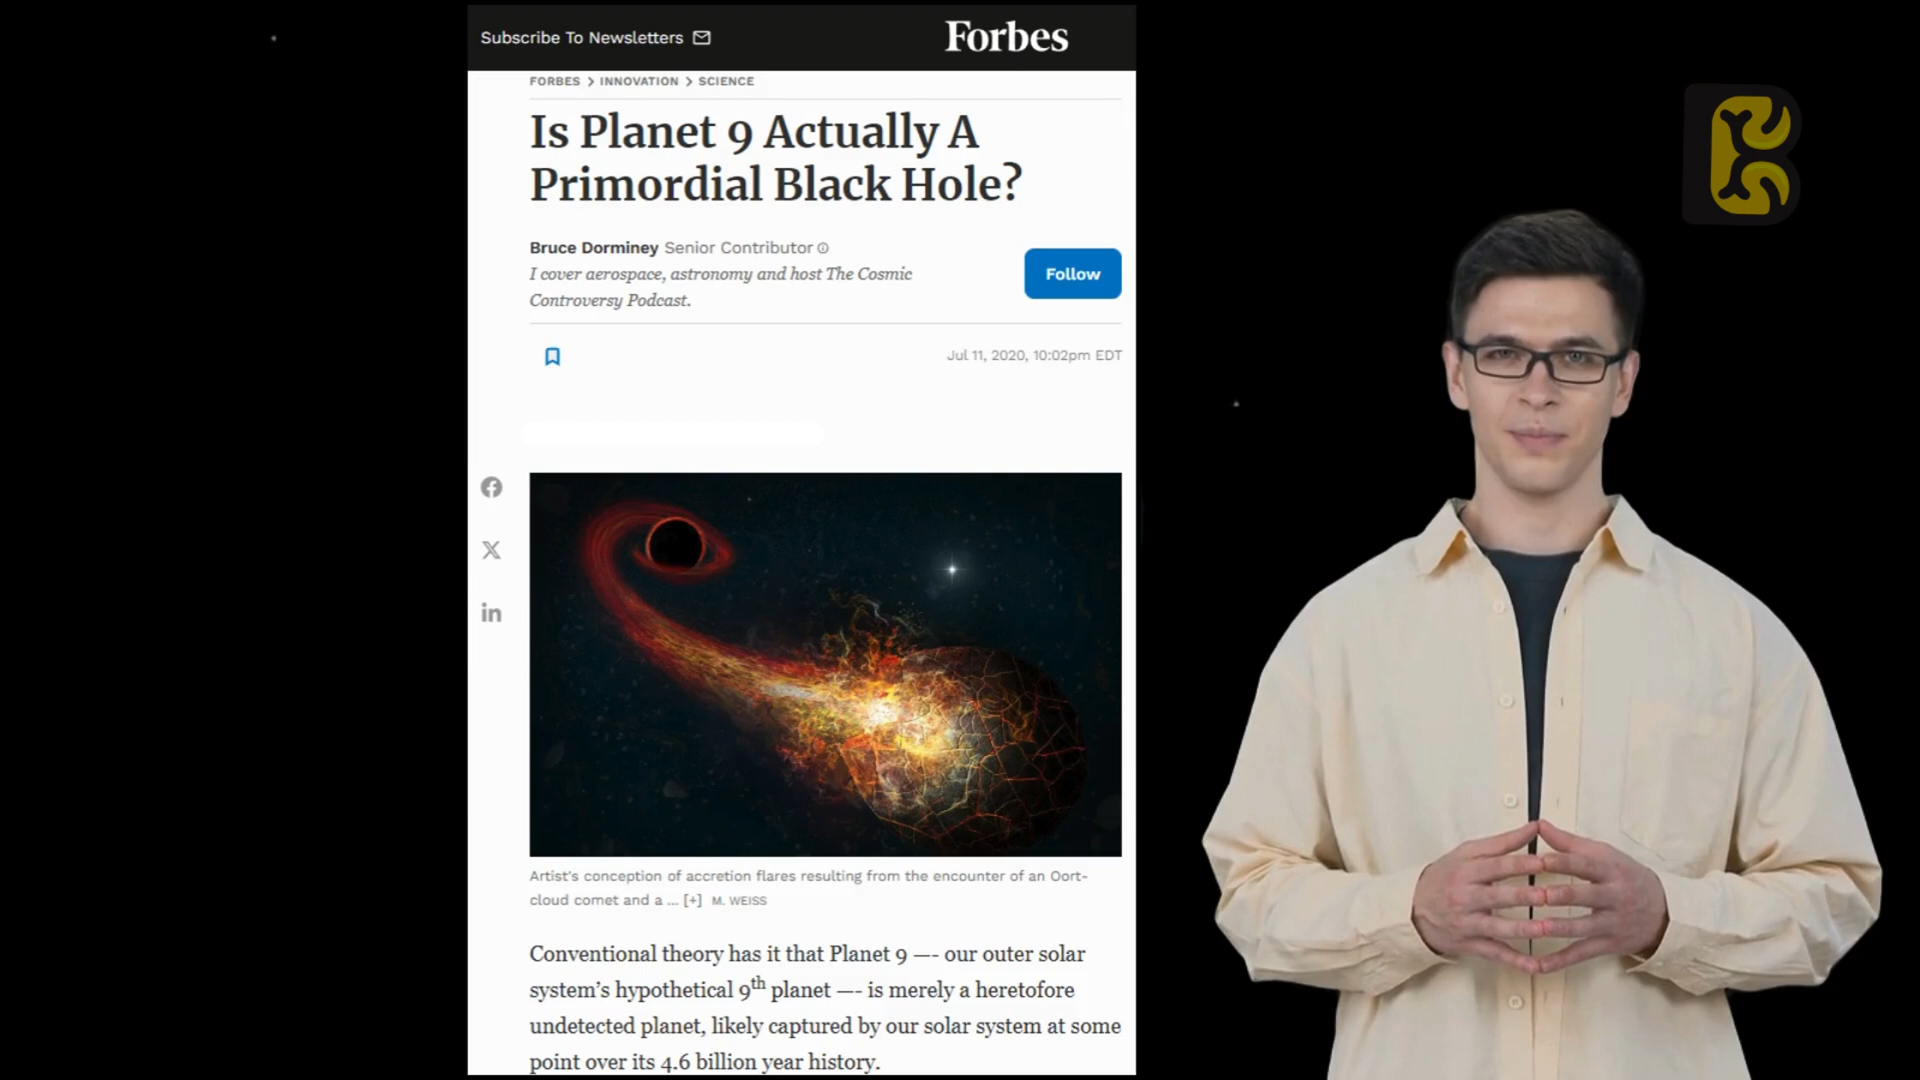 Subscribe To Newsletters
Forbes
FORBES > INNOVATION > SCIENCE
Is Planet 9 Actually A
Primordial Black Hole?
Bruce Dorminey Senior Contributor
I cover aerospace, astronomy and host The Cosmic
Controversy Podcast.
Follow
Jul 11, 2020, 10:02pm EDT
Artist's conception of accretion flares resulting from the encounter of an Oort-
cloud comet and a ... [+] M. WEISS
Conventional theory has it that Planet 9 —- our outer solar
system’s hypothetical 9th planet —- is merely a heretofore
undetected planet, likely captured by our solar system at some
point over its 4.6 billion year history.